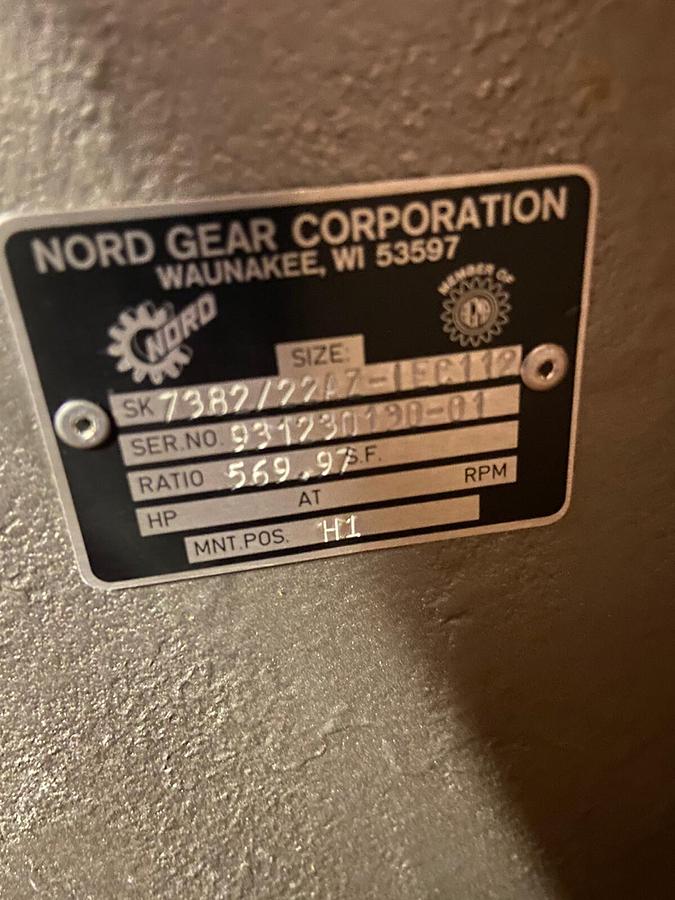 NORD GEAR CORPORATION
WAUNAKEE, WI 53597
NORD
MEMBER OF
SIZE:
SK 7382/22AZ-IEC112
SER.NO. 931230190-01
RATIO 569.97 S.F.
HP AT RPM
MNT.POS. H1